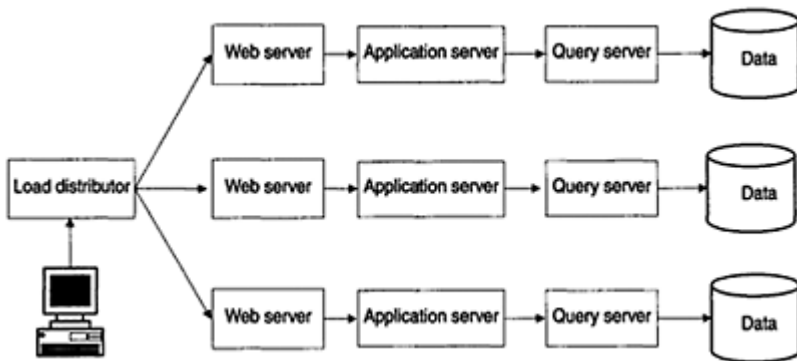 Web server Application server Query server Data
Load distributor Web server Application server Query server Data
Web server Application server Query server Data